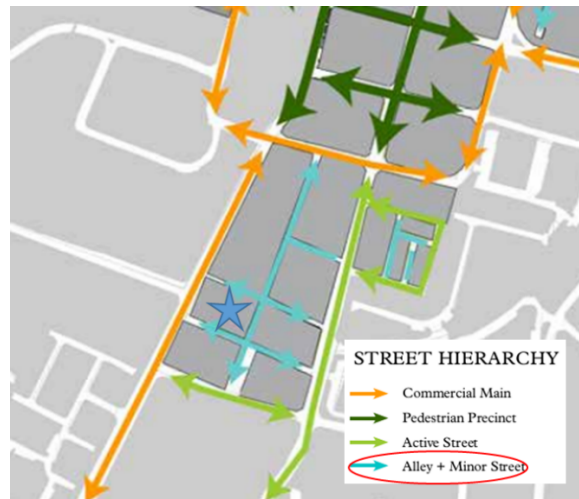 STREET HIERARCHY
Commercial Main
Pedestrian Precinct
Active Street
Alley + Minor Street